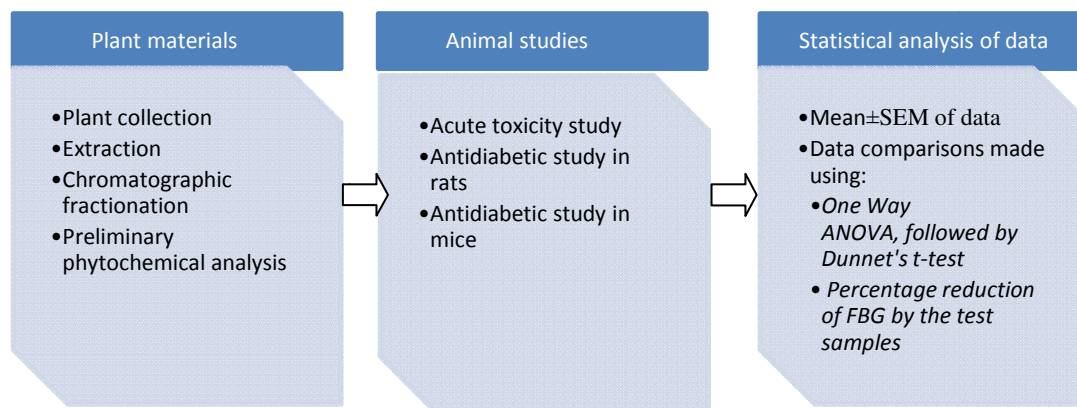 Plant materials
•Plant collection
•Extraction
•Chromatographic
fractionation
•Preliminary
phytochemical analysis
Animal studies
•Acute toxicity study
•Antidiabetic study in
rats
•Antidiabetic study in
mice
Statistical analysis of data
•Mean±SEM of data
•Data comparisons made
using:
•One Way
ANOVA, followed by
Dunnet's t-test
• Percentage reduction
of FBG by the test
samples